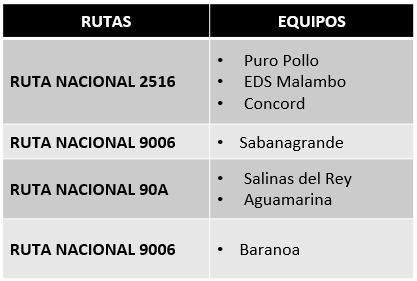 RUTAS EQUIPOS
RUTA NACIONAL 2516
• Puro Pollo
• EDS Malambo
• Concord
RUTA NACIONAL 9006 • Sabanagrande
RUTA NACIONAL 90A
• Salinas del Rey
• Aguamarina
RUTA NACIONAL 9006 • Baranoa